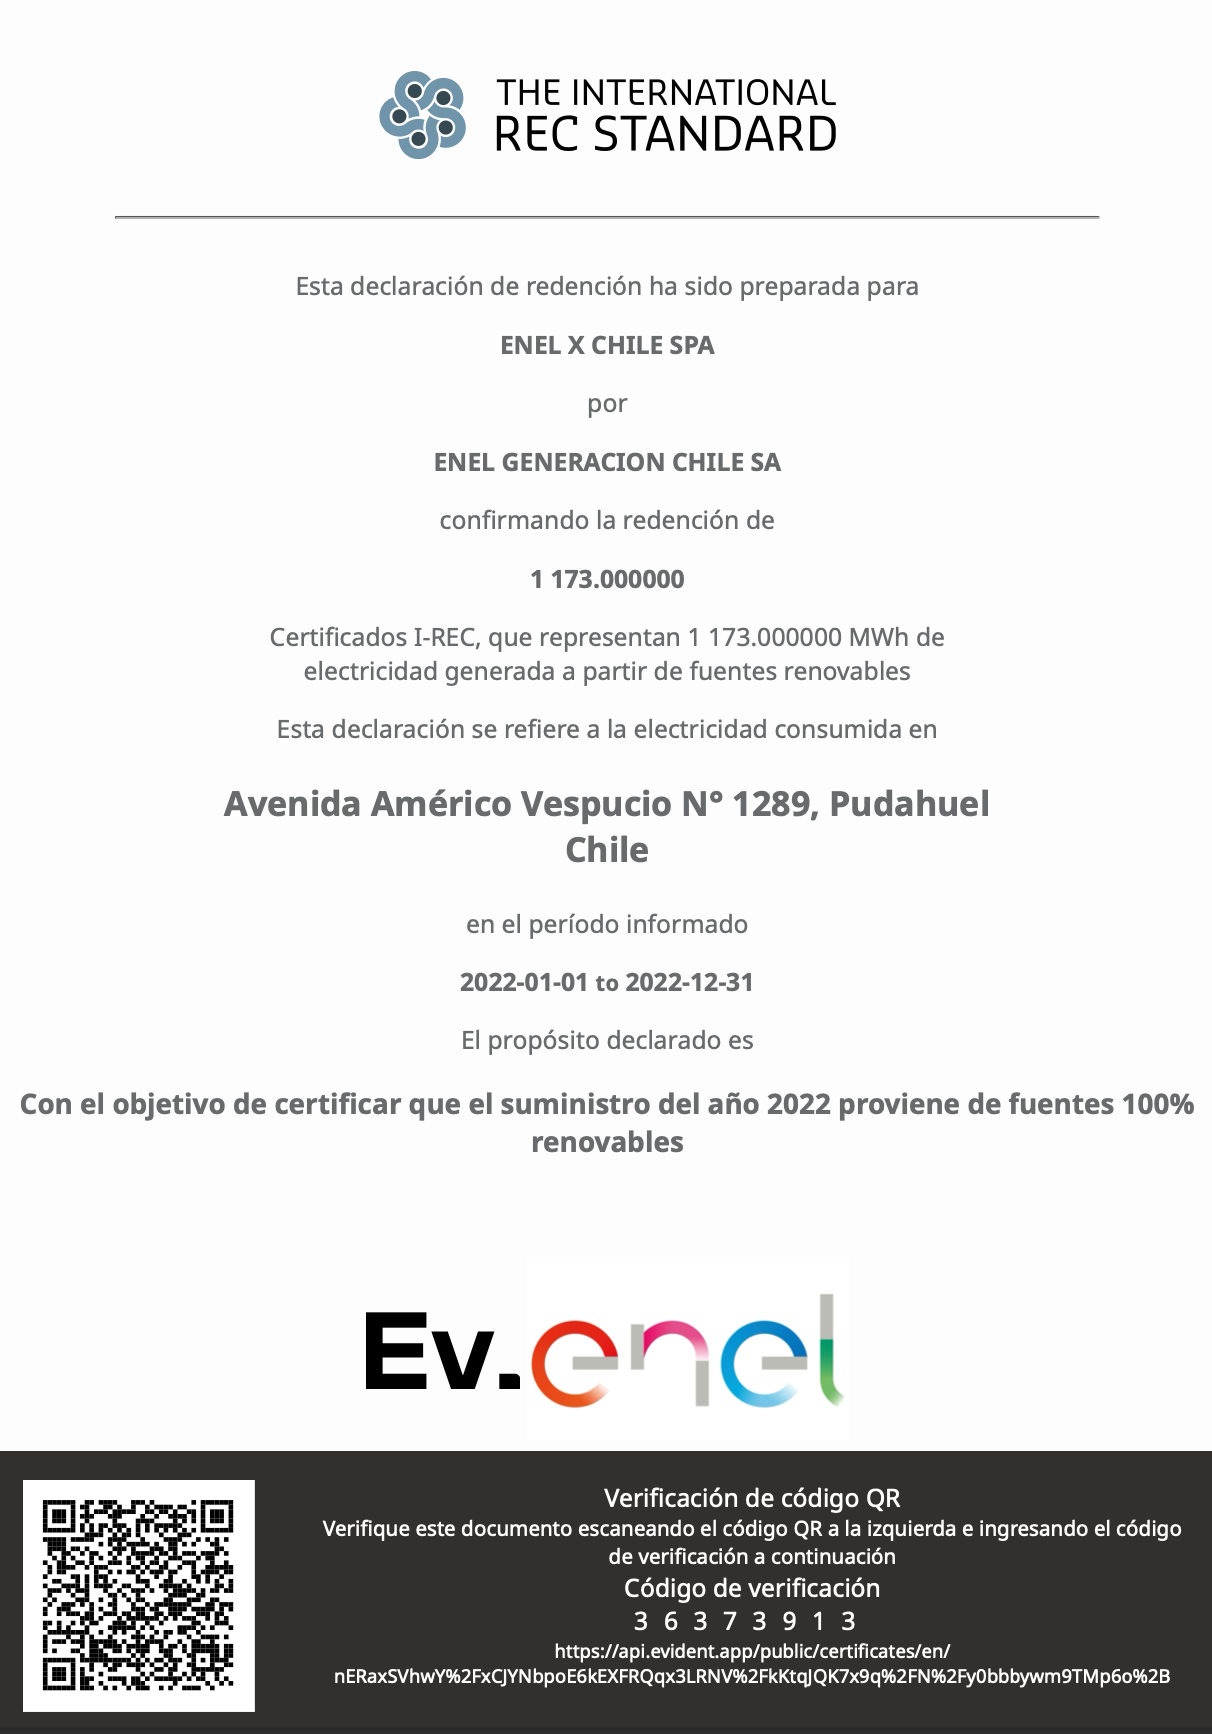 THE INTERNATIONAL
REC STANDARD
Esta declaración de redención ha sido preparada para
ENEL X CHILE SPA
por
ENEL GENERACION CHILE SA
confirmando la redención de
1 173.000000
Certificados I-REC, que representan 1 173.000000 MWh de
electricidad generada a partir de fuentes renovables
Esta declaración se refiere a la electricidad consumida en
Avenida Américo Vespucio N° 1289, Pudahuel
Chile
en el período informado
2022-01-01 to 2022-12-31
El propósito declarado es
Con el objetivo de certificar que el suministro del año 2022 proviene de fuentes 100%
renovables
Ev. enel
Verificación de código QR
Verifique este documento escaneando el código QR a la izquierda e ingresando el código
de verificación a continuación
Código de verificación
3 6 3 7 3 9 1 3
https://api.evident.app/public/certificates/en/
nERaxSVhwY%2FxCJYNbpoE6kEXFRQqx3LRNV%2FkKtqJQK7x9q%2FN%2Fy0bbbywm9TMp6o%2B